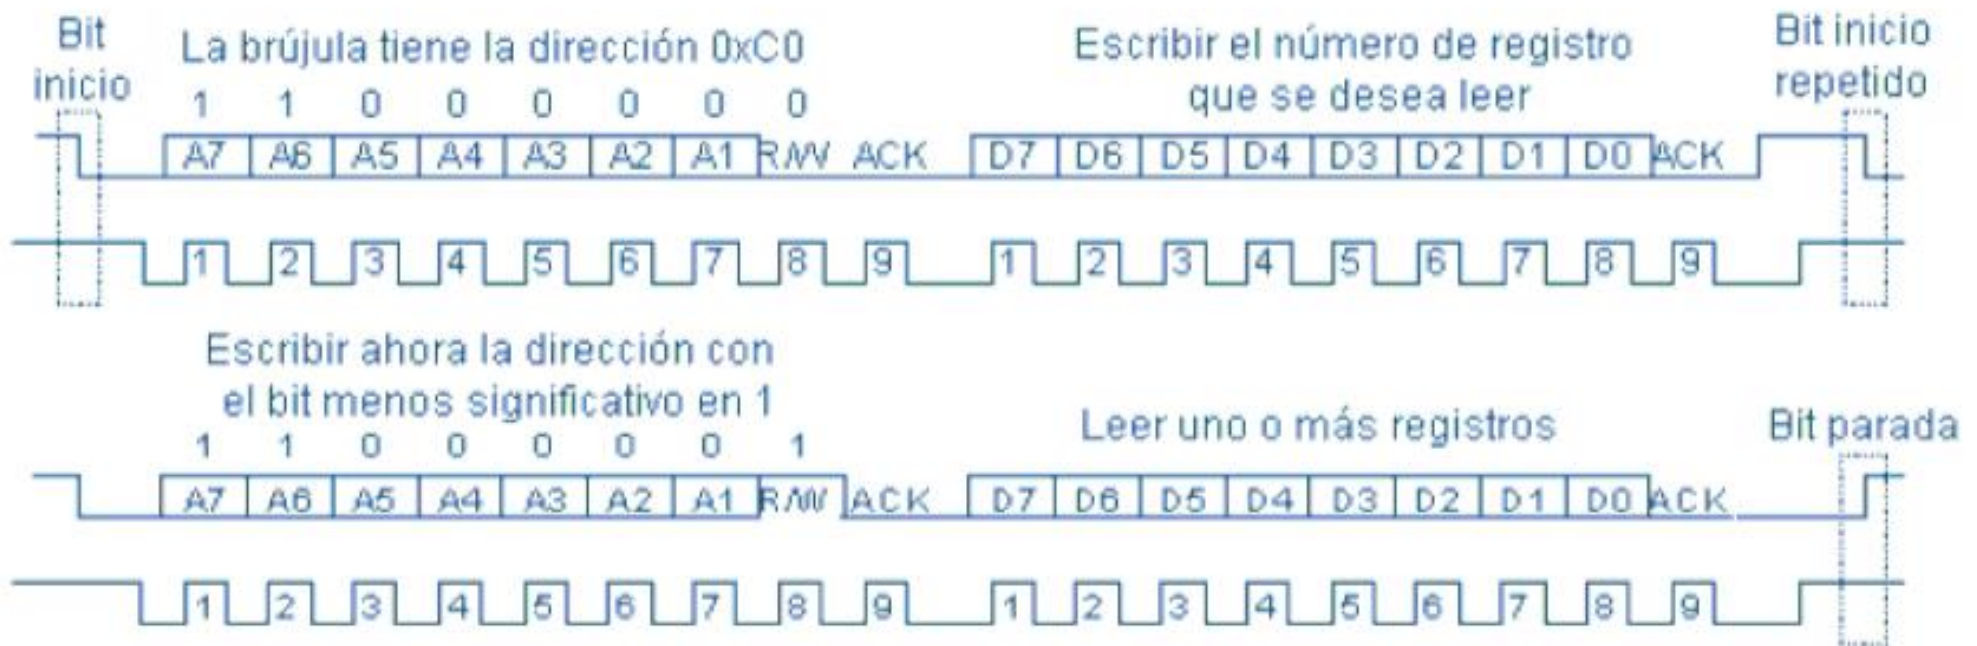 Bit
inicio
La brújula tiene la dirección 0xC0
1 1 0 0 0 0 0 0
Escribir el número de registro
que se desea leer
Bit inicio
repetido
A7 A6 A5 A4 A3 A2 A1 R/W ACK D7 D6 D5 D4 D3 D2 D1 D0 ACK
1 2 3 4 5 6 7 8 9 1 2 3 4 5 6 7 8 9
Escribir ahora la dirección con
el bit menos significativo en 1
1 1 0 0 0 0 0 1
Leer uno o más registros
Bit parada
A7 A6 A5 A4 A3 A2 A1 R/W ACK D7 D6 D5 D4 D3 D2 D1 D0 ACK
1 2 3 4 5 6 7 8 9 1 2 3 4 5 6 7 8 9